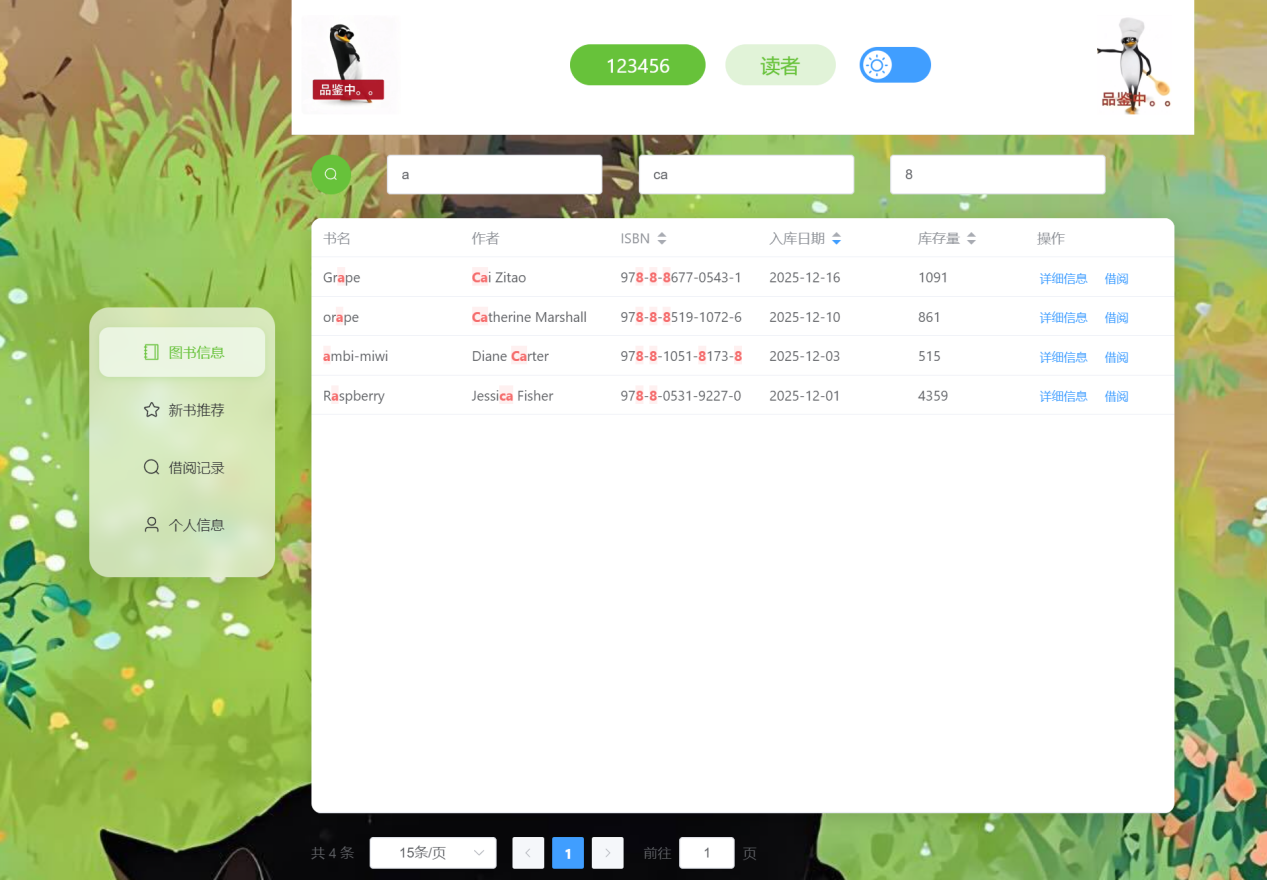 品鉴中。。
123456
读者
品鉴中。。
a
ca
8
书名 作者 ISBN 入库日期 库存量 操作
Grape Cai Zitao 978-8-8677-0543-1 2025-12-16 1091 详细信息 借阅
orape Catherine Marshall 978-8-8519-1072-6 2025-12-10 861 详细信息 借阅
ambi-miwi Diane Carter 978-8-1051-8173-8 2025-12-03 515 详细信息 借阅
Raspberry Jessica Fisher 978-8-0531-9227-0 2025-12-01 4359 详细信息 借阅
图书信息
新书推荐
借阅记录
个人信息
共 4 条 15条/页 1 前往 1 页